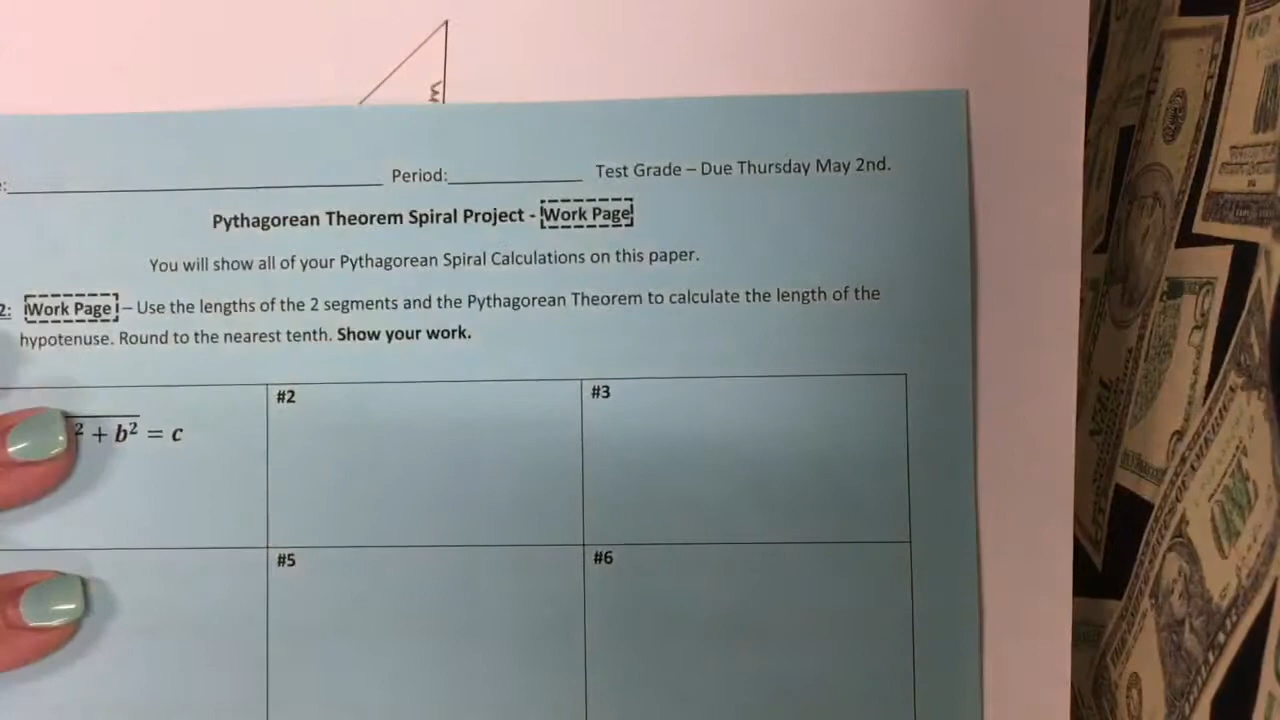 Period:__________ Test Grade – Due Thursday May 2nd.
Pythagorean Theorem Spiral Project - Work Page
You will show all of your Pythagorean Spiral Calculations on this paper.
2: Work Page – Use the lengths of the 2 segments and the Pythagorean Theorem to calculate the length of the
hypotenuse. Round to the nearest tenth. Show your work.
#2 #3
² + b² = c
#5 #6